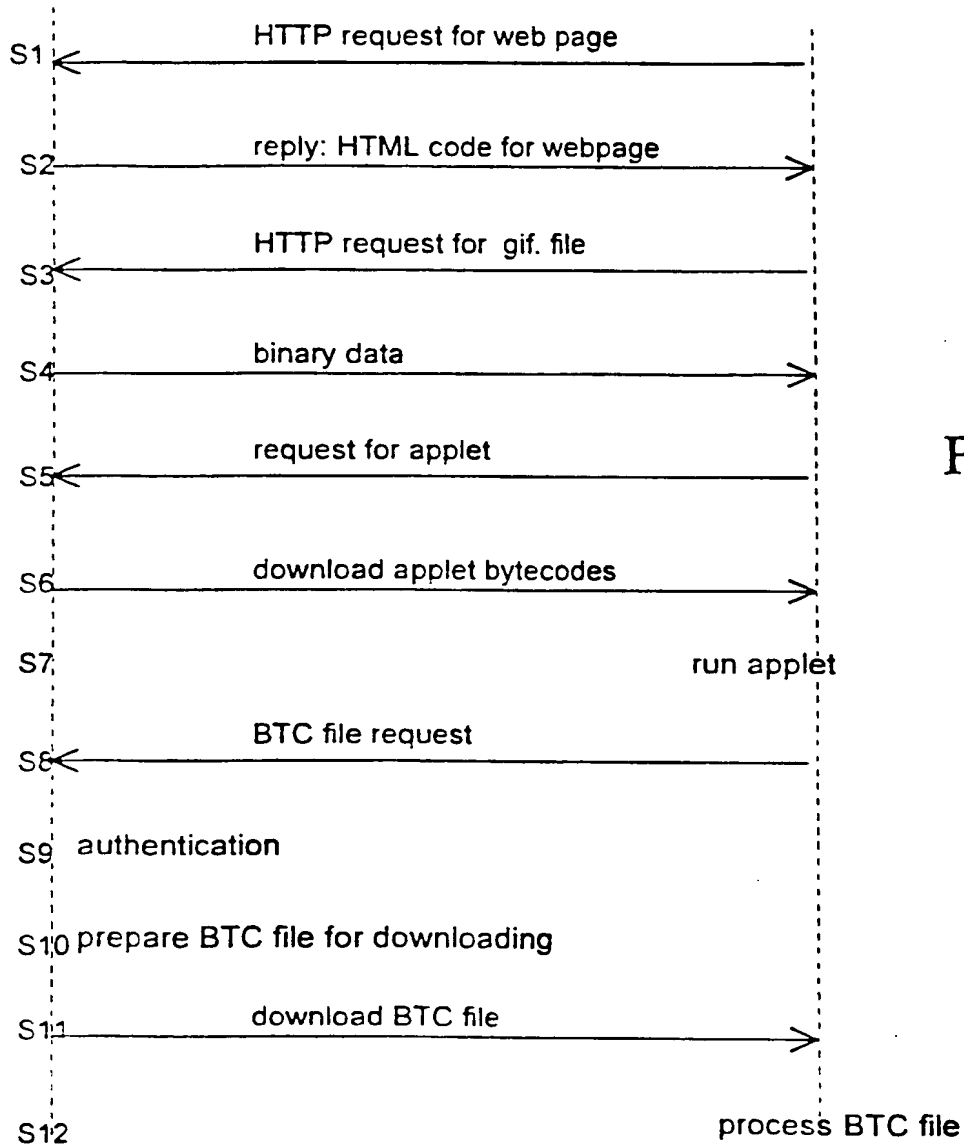 S1 HTTP request for web page
S2 reply: HTML code for webpage
S3 HTTP request for gif. file
S4 binary data
S5 request for applet
F
S6 download applet bytecodes
S7 run applet
S8 BTC file request
S9 authentication
S10 prepare BTC file for downloading
S11 download BTC file
S12 process BTC file